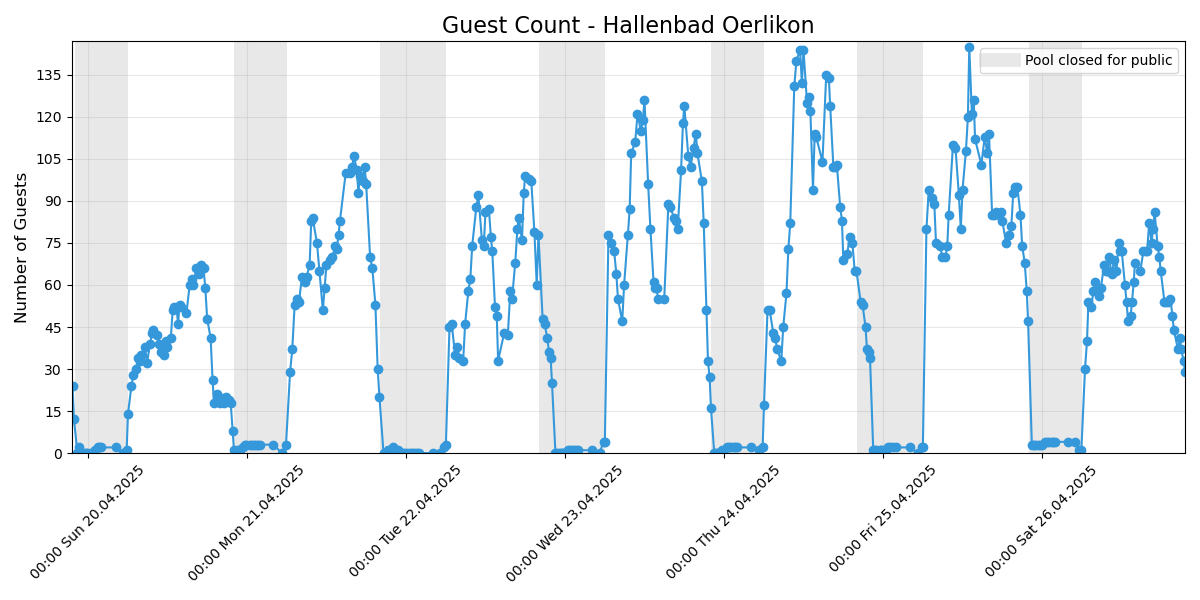 Guest Count - Hallenbad Oerlikon
Pool closed for public
Number of Guests
135
120
105
90
75
60
45
30
15
0
00:00 Sun 20.04.2025
00:00 Mon 21.04.2025
00:00 Tue 22.04.2025
00:00 Wed 23.04.2025
00:00 Thu 24.04.2025
00:00 Fri 25.04.2025
00:00 Sat 26.04.2025